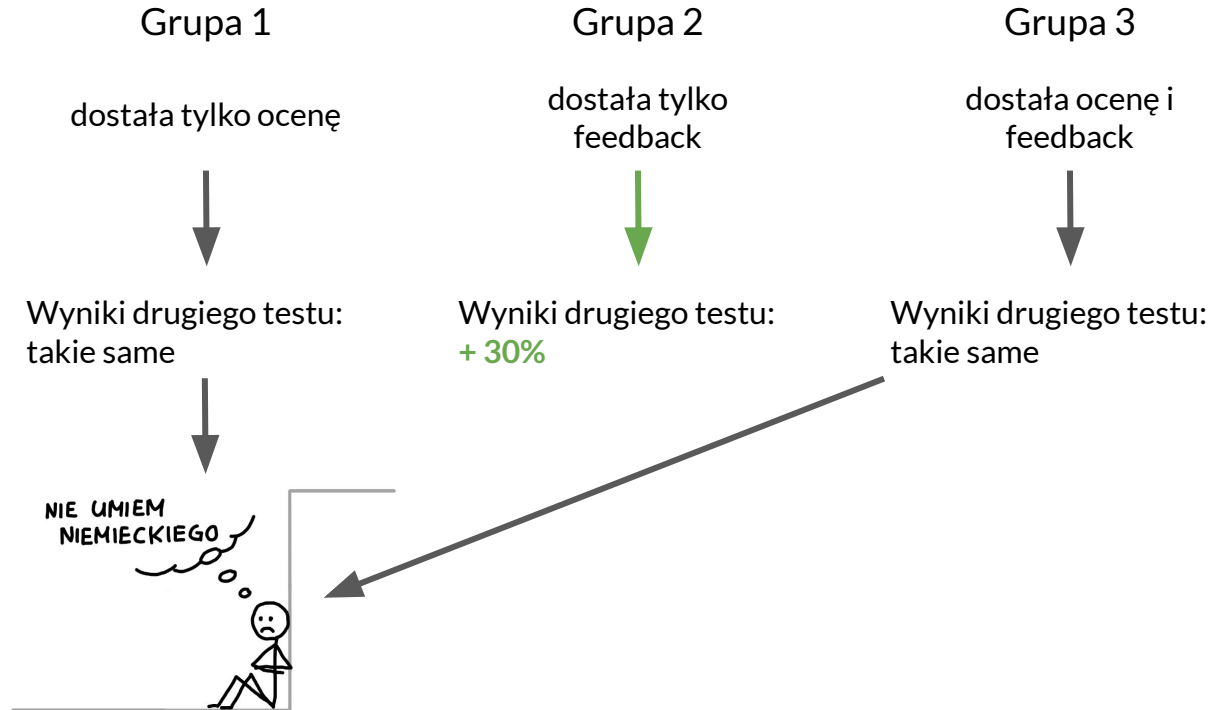 Grupa 1
dostała tylko ocenę
Wyniki drugiego testu:
takie same
NIE UMIEM
NIEMIECKIEGO
Grupa 2
dostała tylko
feedback
Wyniki drugiego testu:
+ 30%
Grupa 3
dostała ocenę i
feedback
Wyniki drugiego testu:
takie same